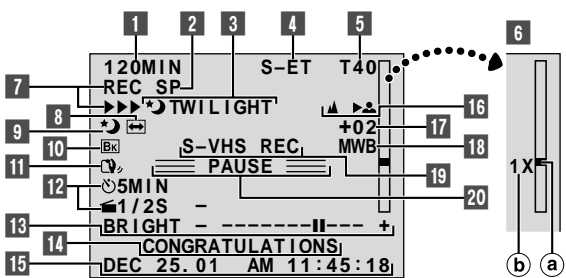 1 2 3 4 5 6
120MIN S-ET T40
7 REC SP
TWILIGHT 16
8
9 +02 17
10 BK S-VHS REC MWB 18
11 PAUSE 19
12 5MIN 20
1/2S –
13 BRIGHT – - - - - - - - II - - - - +
14 CONGRATULATIONS
15 DEC 25.01 AM 11:45:18
1X
b a